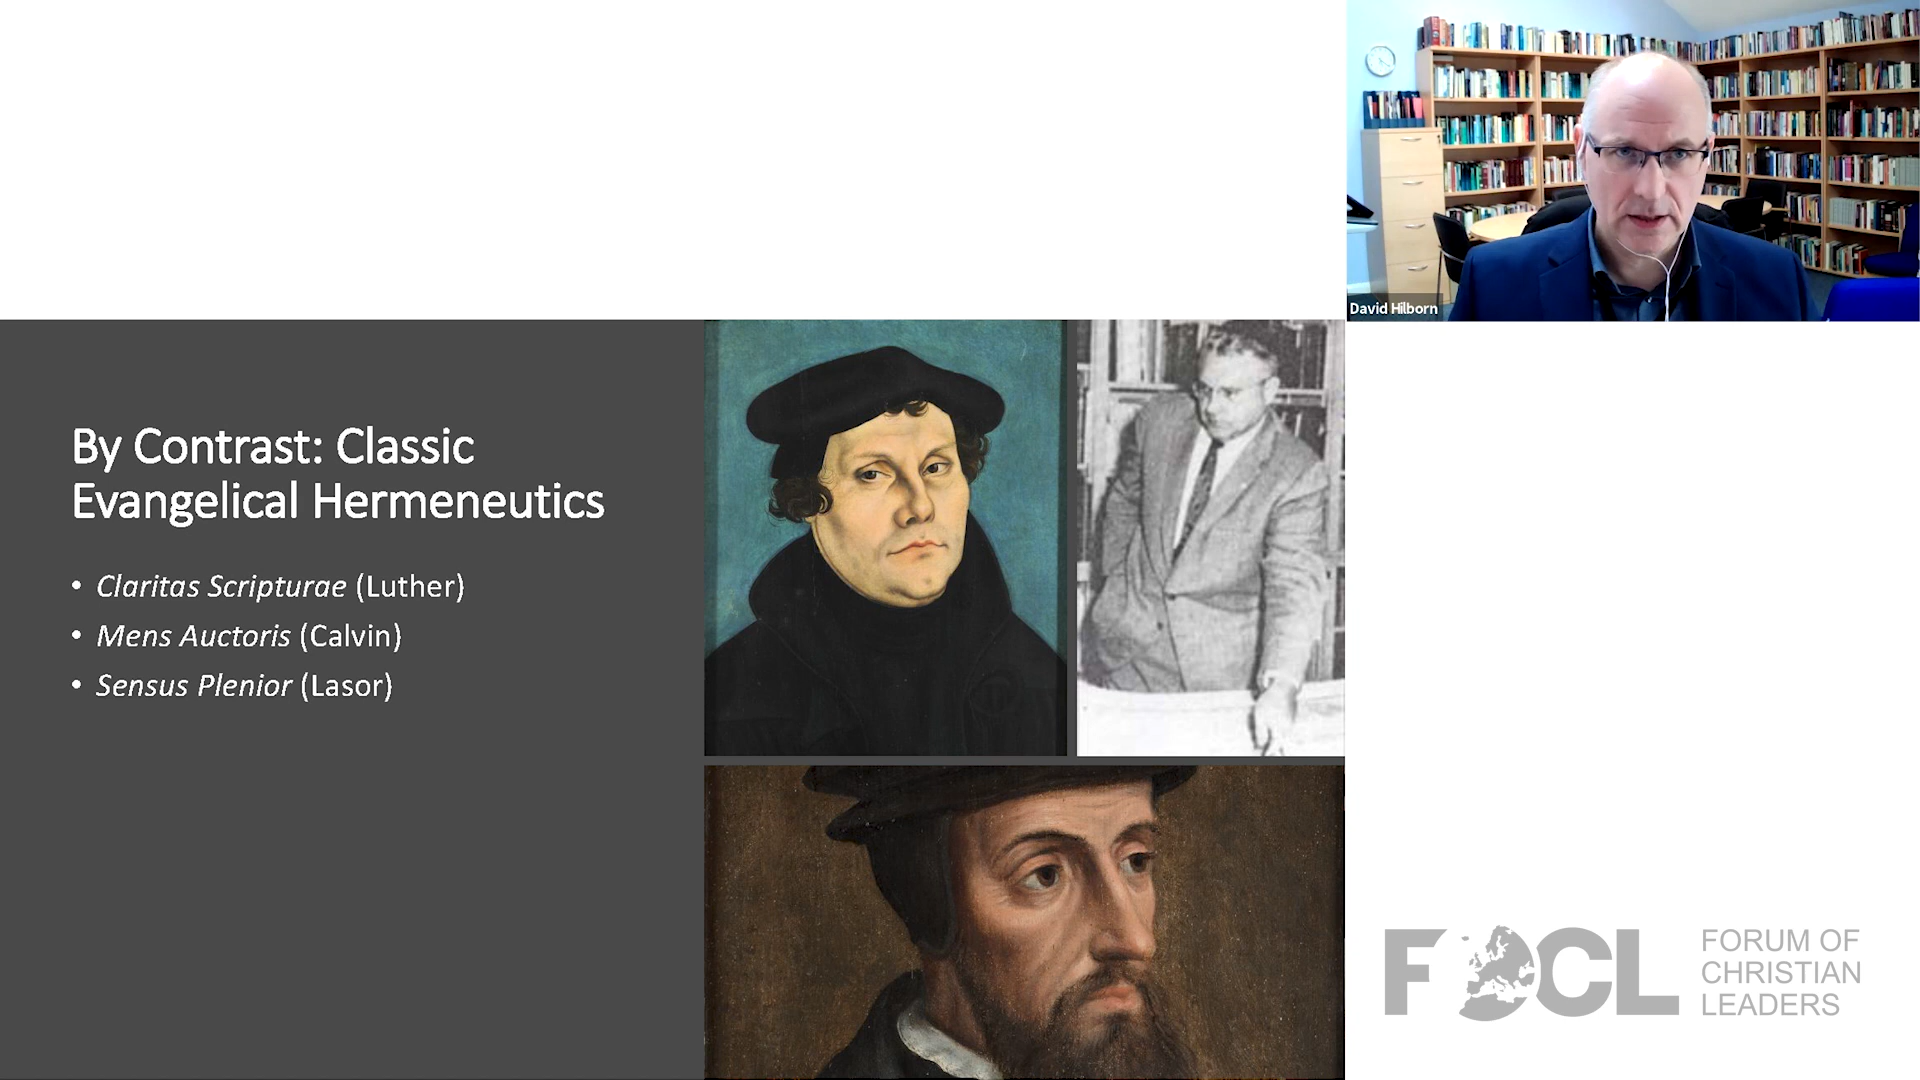 David Hilborn
By Contrast: Classic
Evangelical Hermeneutics
• Claritas Scripturae (Luther)
• Mens Auctoris (Calvin)
• Sensus Plenior (Lasor)
FOCL
FORUM OF
CHRISTIAN
LEADERS